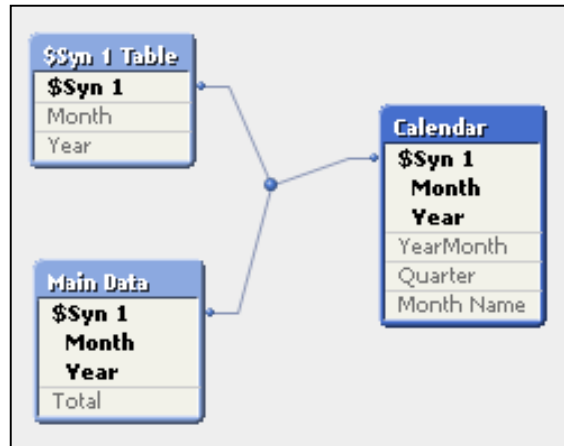 $Syn 1 Table
$Syn 1
Month
Year
Calendar
$Syn 1
Month
Year
YearMonth
Quarter
Month Name
Main Data
$Syn 1
Month
Year
Total